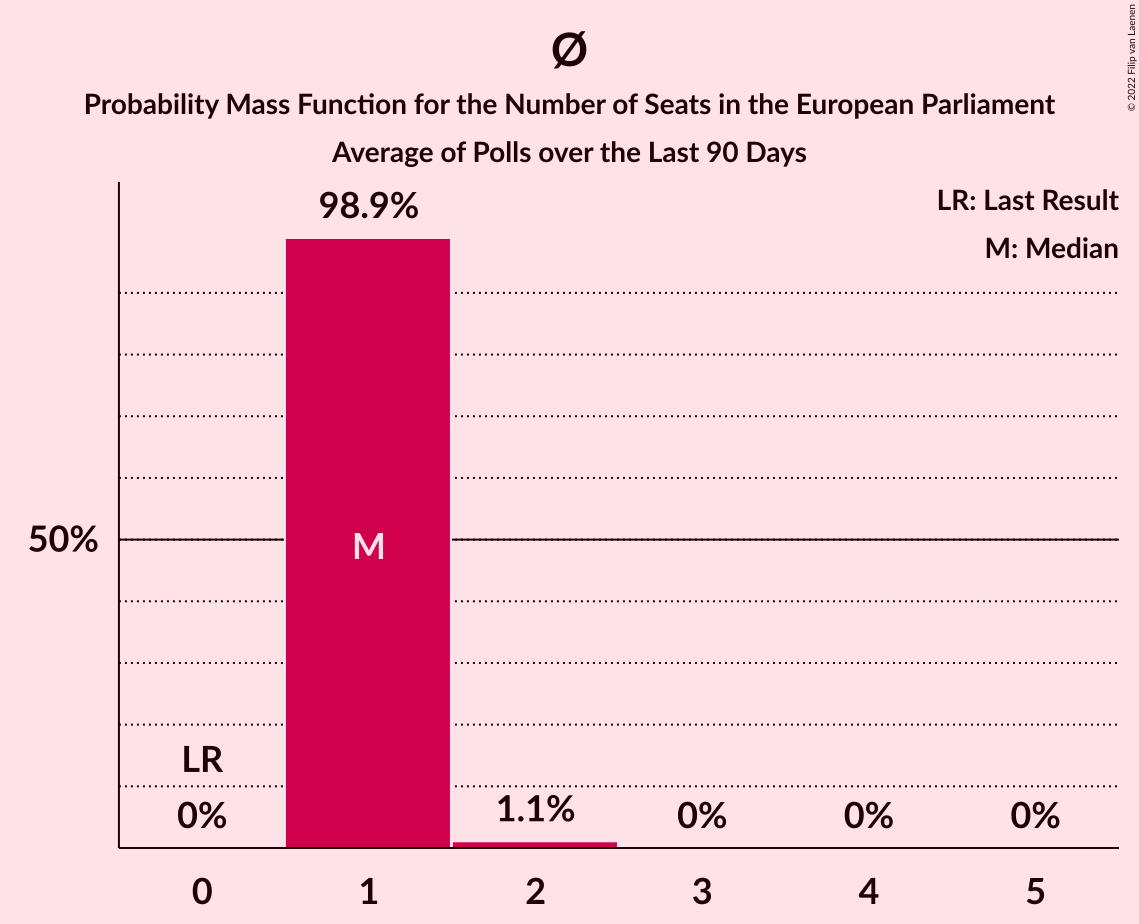 Ø
Probability Mass Function for the Number of Seats in the European Parliament
Average of Polls over the Last 90 Days
© 2022 Filip van Laenen
LR: Last Result
M: Median
98.9%
50%
M
LR
0%
1.1%
0%
0%
0%
0
1
2
3
4
5